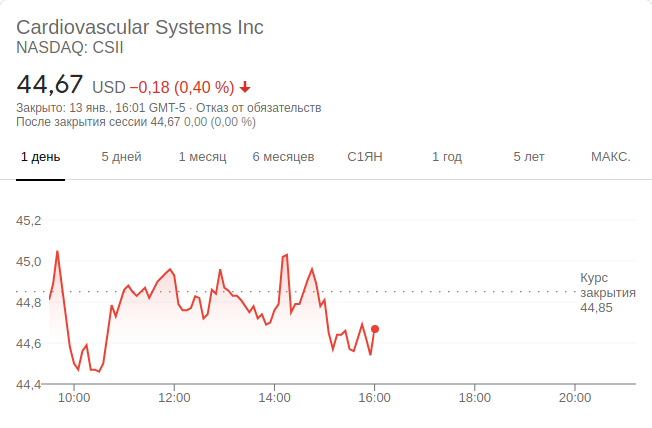 Cardiovascular Systems Inc
NASDAQ: CSII
44,67 USD −0,18 (0,40 %)
Закрыто: 13 янв., 16:01 GMT-5 · Отказ от обязательств
После закрытия сессии 44,67 0,00 (0,00 %)
1 день 5 дней 1 месяц 6 месяцев С1ЯН 1 год 5 лет МАКС.
45,2
45,0
44,8
44,6
44,4
Курс
закрытия
44,85
10:00 12:00 14:00 16:00 18:00 20:00